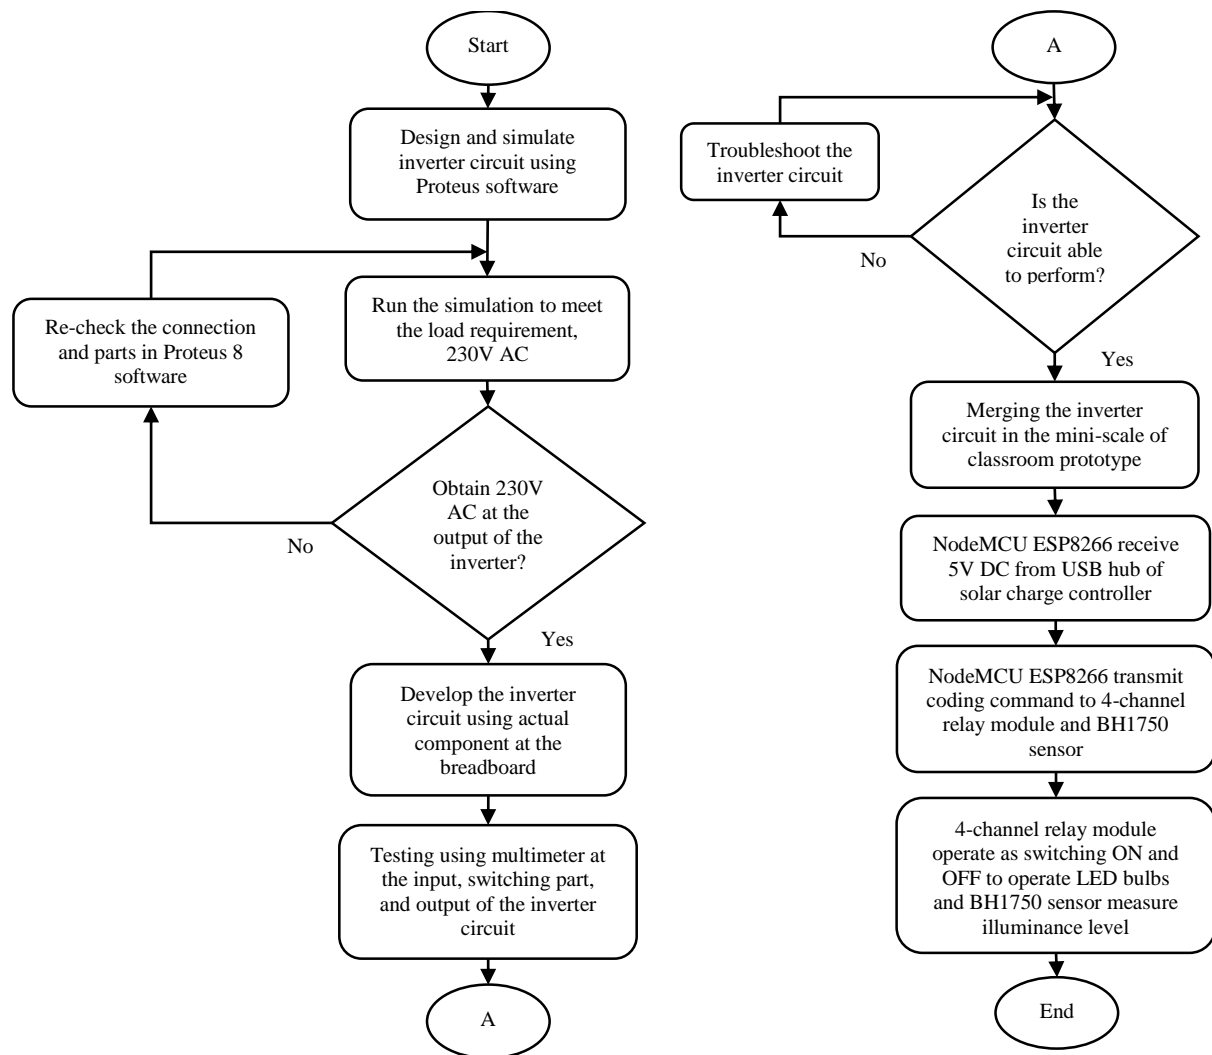 Start
Design and simulate
inverter circuit using
Proteus software
Re-check the connection
and parts in Proteus 8
software
Run the simulation to meet
the load requirement,
230V AC
Obtain 230V
AC at the
output of the
inverter?
No
Yes
Develop the inverter
circuit using actual
component at the
breadboard
Testing using multimeter at
the input, switching part,
and output of the inverter
circuit
A
A
Troubleshoot the
inverter circuit
Is the
inverter
circuit able
to perform?
No
Yes
Merging the inverter
circuit in the mini-scale of
classroom prototype
NodeMCU ESP8266 receive
5V DC from USB hub of
solar charge controller
NodeMCU ESP8266 transmit
coding command to 4-channel
relay module and BH1750
sensor
4-channel relay module
operate as switching ON and
OFF to operate LED bulbs
and BH1750 sensor measure
illuminance level
End